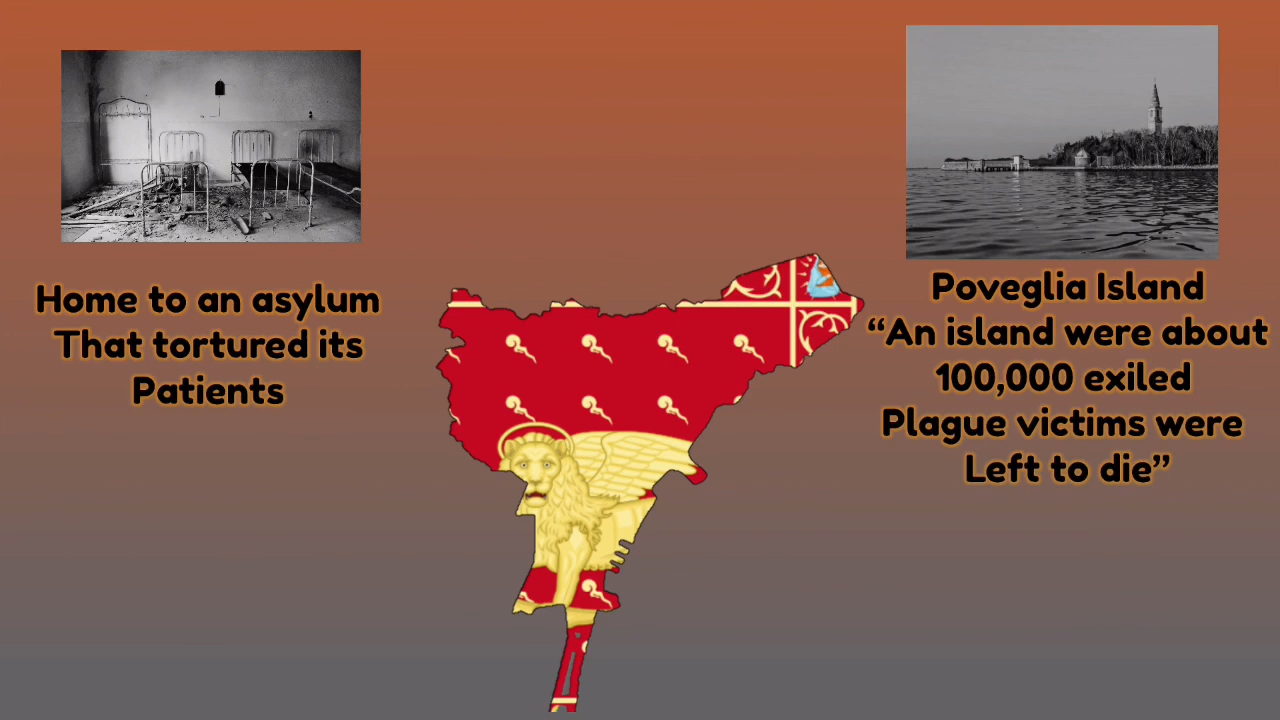 Home to an asylum
That tortured its
Patients
Poveglia Island
“An island were about
100,000 exiled
Plague victims were
Left to die”